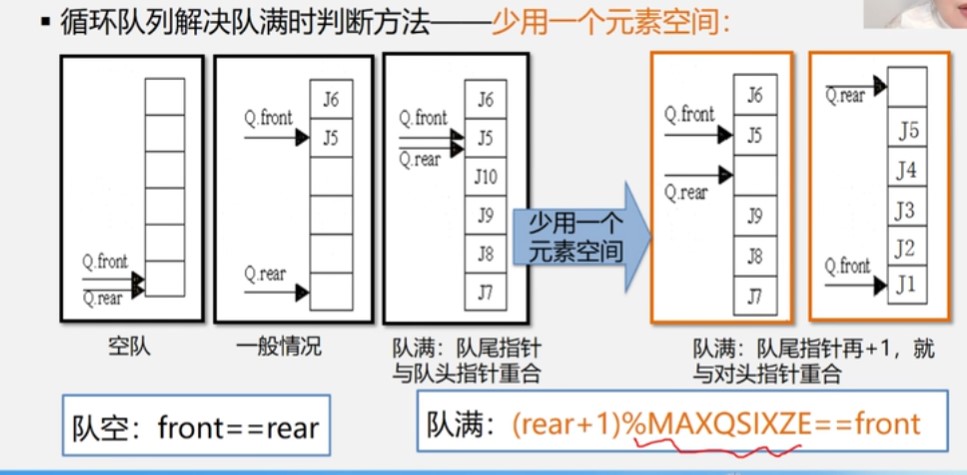 ▪ 循环队列解决队满时判断方法——少用一个元素空间：
Q.front
Q.rear
空队
Q.front
J6
J5
Q.rear
一般情况
Q.front
Q.rear
J6
J5
J10
J9
J8
J7
队满：队尾指针
与队头指针重合
少用一个
元素空间
Q.front
Q.rear
J6
J5
J9
J8
J7
Q.rear
J5
J4
J3
J2
Q.front
J1
队满：队尾指针再+1，就
与对头指针重合
队空：front==rear
队满：(rear+1)%MAXQSIXZE==front